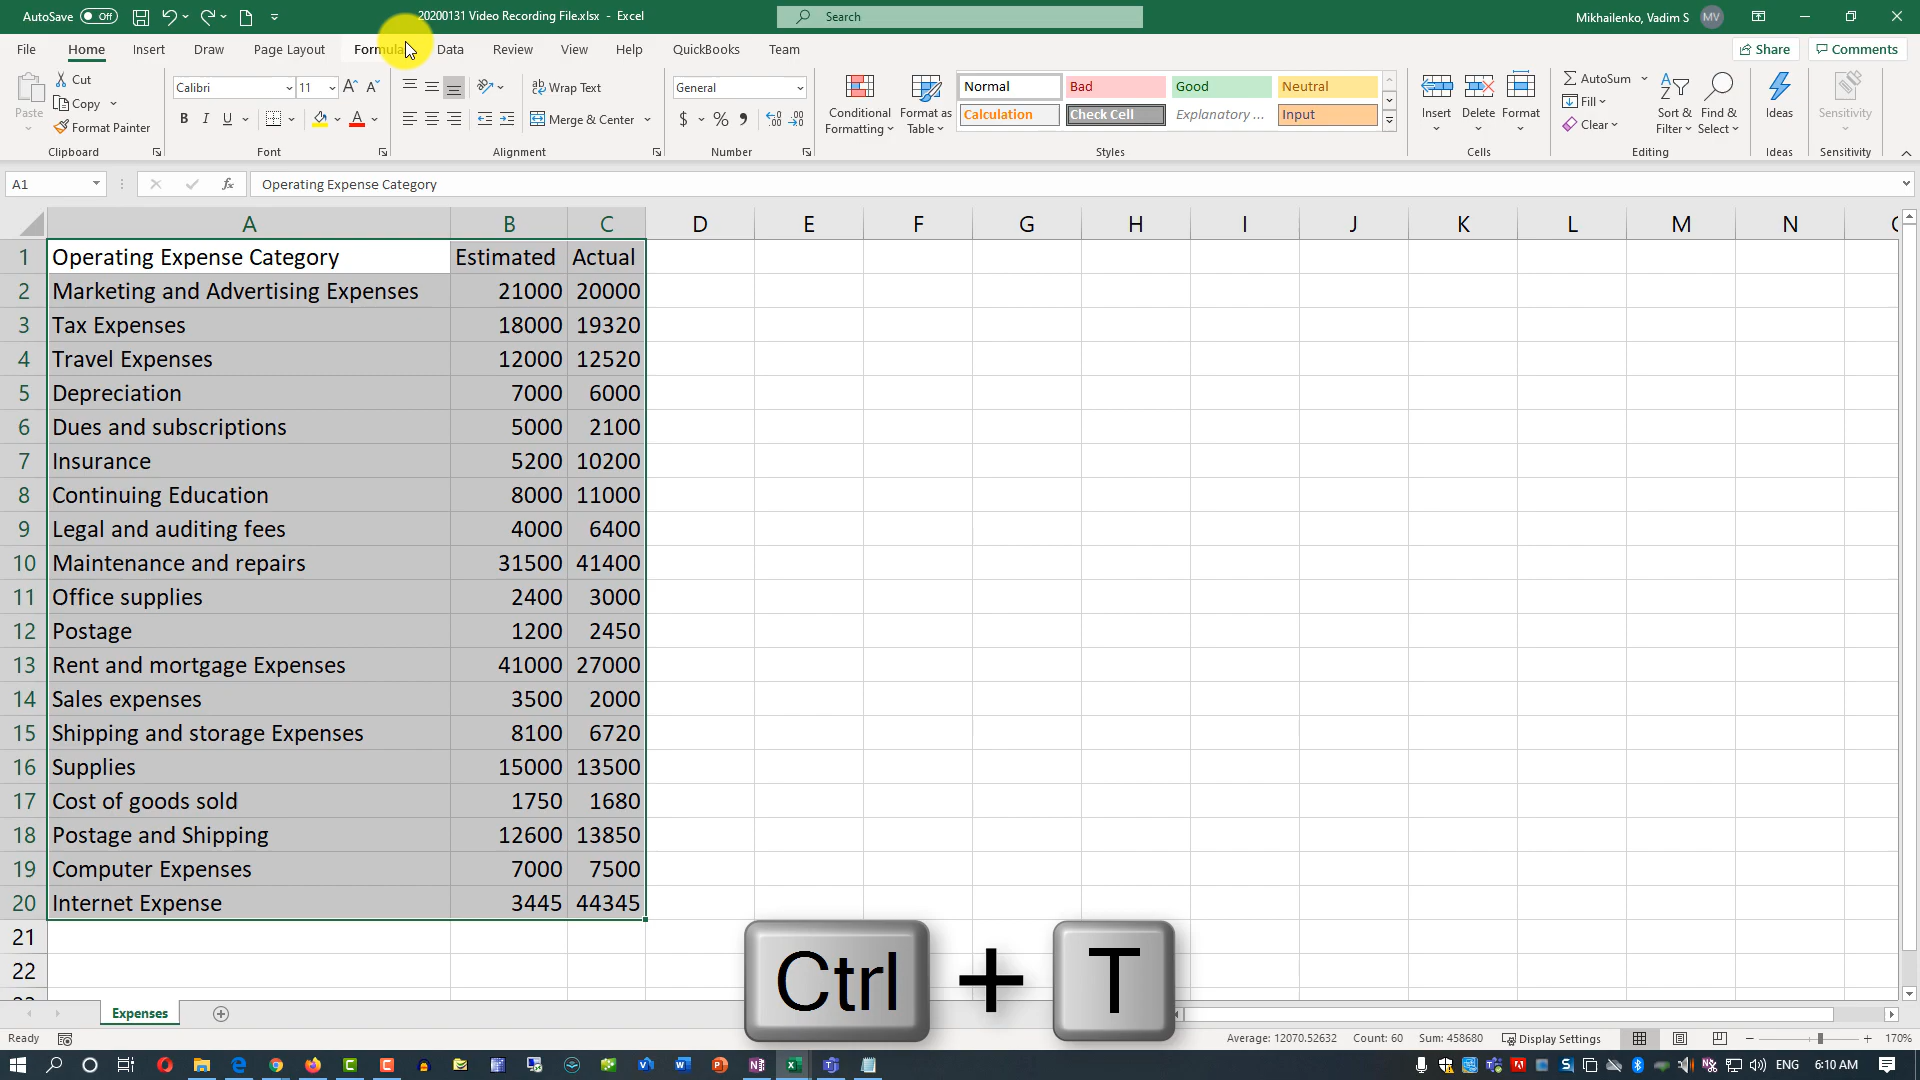 AutoSave Off 20200131 Video Recording File.xlsx - Excel Search Mikhailenko, Vadim S MV
File Home Insert Draw Page Layout Formula Data Review View Help QuickBooks Team Share Comments
Paste Cut Copy Format Painter Clipboard
Calibri 11 B I U Font
Wrap Text Merge & Center Alignment
General $ % Number
Conditional Formatting Format as Table Normal Bad Good Neutral Calculation Check Cell Explanatory ... Input Styles
Insert Delete Format Cells
AutoSum Fill Clear Sort & Filter Find & Select Editing
Ideas Ideas
Sensitivity Sensitivity
A1 fx Operating Expense Category
A B C D E F G H I J K L M N
1 Operating Expense Category Estimated Actual
2 Marketing and Advertising Expenses 21000 20000
3 Tax Expenses 18000 19320
4 Travel Expenses 12000 12520
5 Depreciation 7000 6000
6 Dues and subscriptions 5000 2100
7 Insurance 5200 10200
8 Continuing Education 8000 11000
9 Legal and auditing fees 4000 6400
10 Maintenance and repairs 31500 41400
11 Office supplies 2400 3000
12 Postage 1200 2450
13 Rent and mortgage Expenses 41000 27000
14 Sales expenses 3500 2000
15 Shipping and storage Expenses 8100 6720
16 Supplies 15000 13500
17 Cost of goods sold 1750 1680
18 Postage and Shipping 12600 13850
19 Computer Expenses 7000 7500
20 Internet Expense 3445 44345
21
22
Ctrl + T
Expenses
Ready Average: 12070.52632 Count: 60 Sum: 458680 Display Settings 170%
ENG 6:10 AM